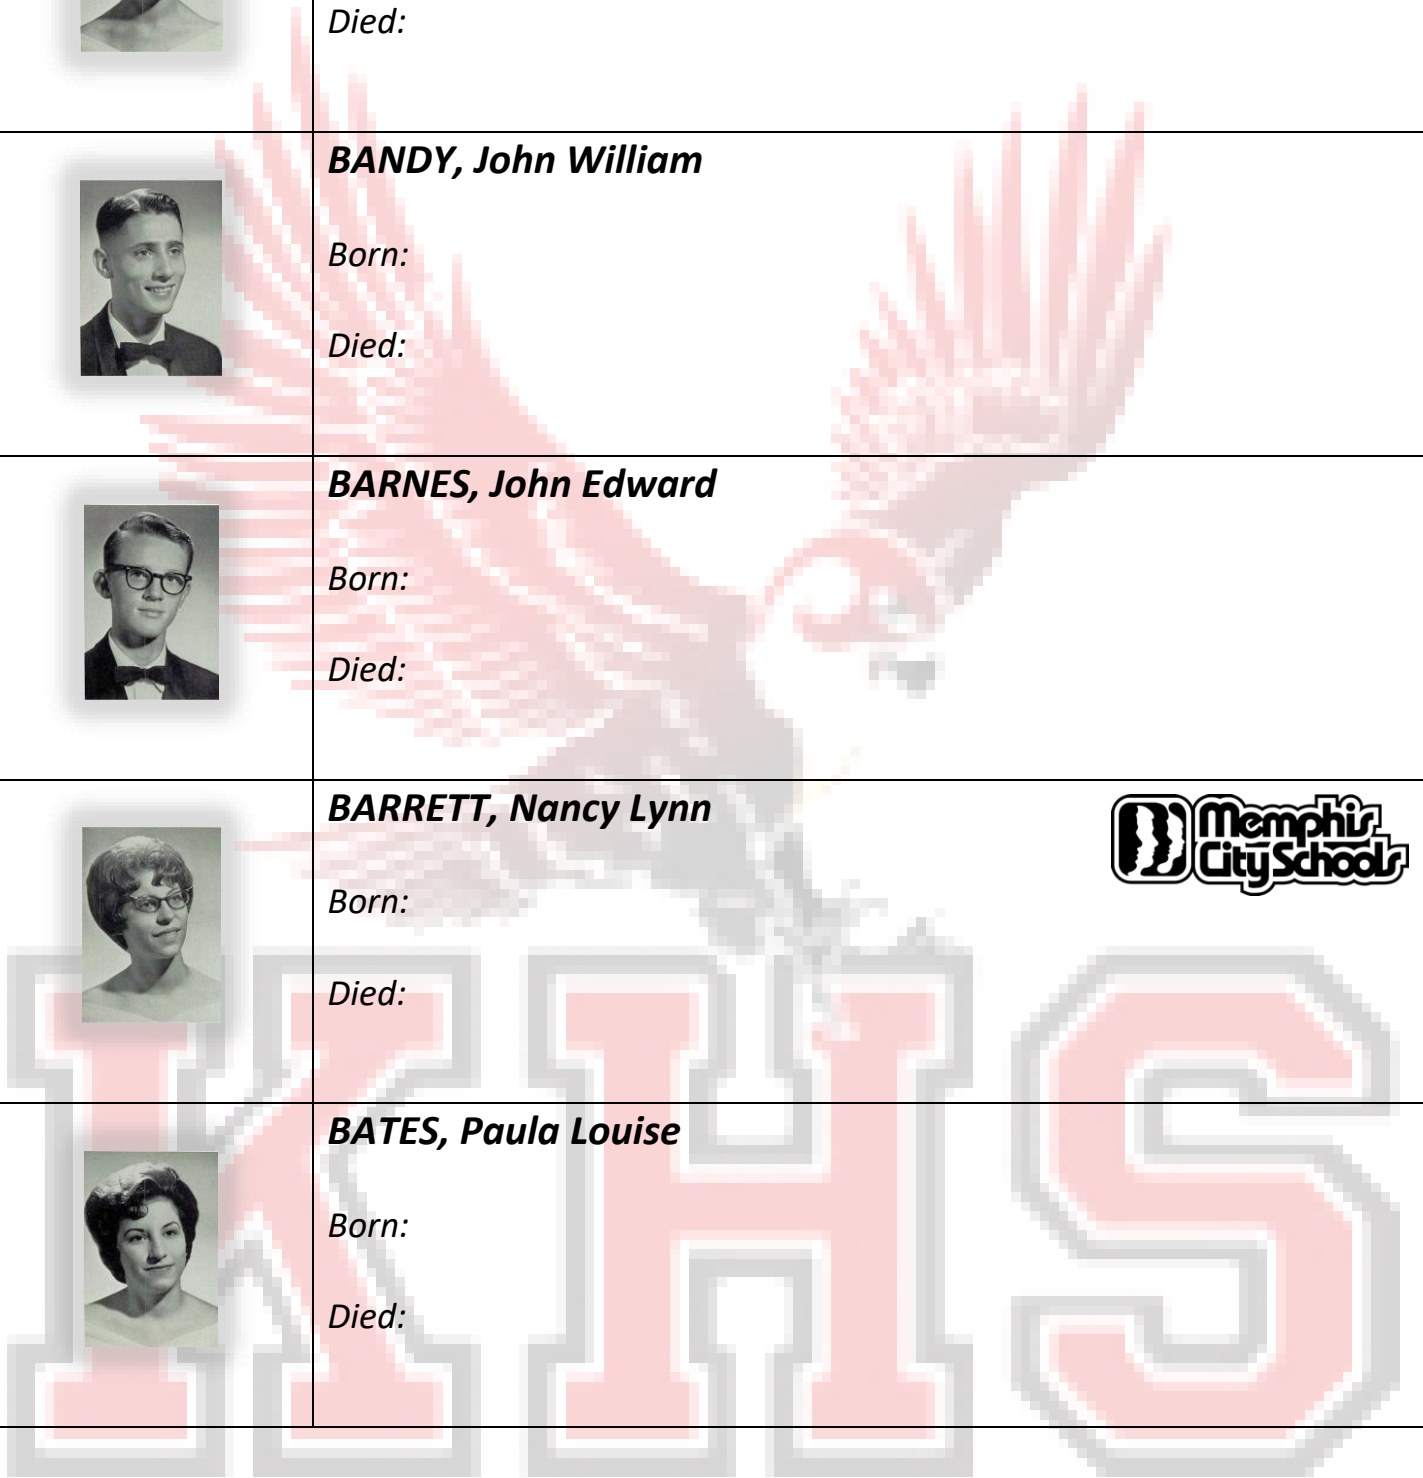 Died:
BANDY, John William
Born:
Died:
BARNES, John Edward
Born:
Died:
BARRETT, Nancy Lynn
Memphis
City Schools
Born:
Died:
BATES, Paula Louise
Born:
Died:
KHS